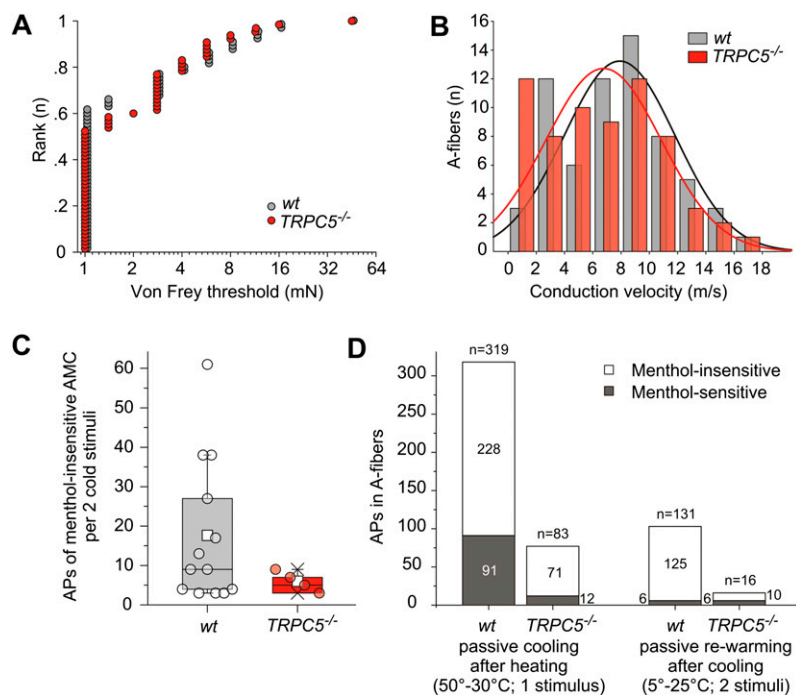 A
Rank (n)
1
.8
.6
.4
.2
0
1 2 4 8 16 32 64
Von Frey threshold (mN)
wt
TRPC5-/-
B
A-fibers (n)
16
14
12
10
8
6
4
2
0
0 2 4 6 8 10 12 14 16 18
Conduction velocity (m/s)
wt
TRPC5-/-
C
APs of menthol-insensitive AMC
per 2 cold stimuli
60
50
40
30
20
10
0
wt TRPC5-/-
D
APs in A-fibers
300
250
200
150
100
50
0
Menthol-insensitive
Menthol-sensitive
n=319
228
91
n=83
71
12
n=131
125
6
n=16
6 10
wt TRPC5-/- wt TRPC5-/-
passive cooling passive re-warming
after heating after cooling
(50°-30°C; 1 stimulus) (5°-25°C; 2 stimuli)